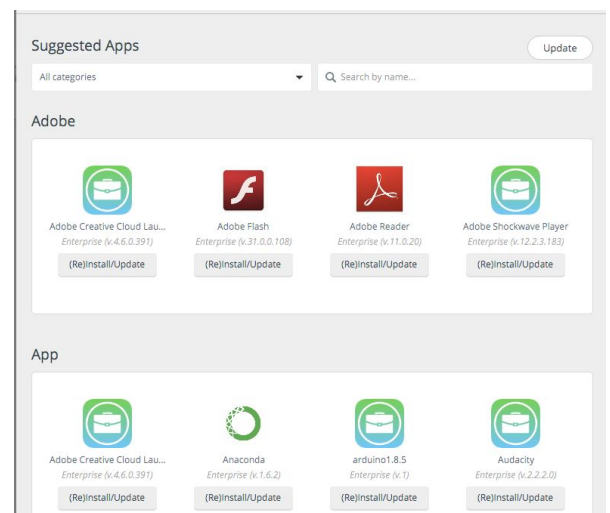 Suggested Apps
Update
All categories
Search by name...
Adobe
Adobe Creative Cloud Lau...
Adobe Flash
Adobe Reader
Adobe Shockwave Player
Enterprise (v.4.6.0.391)
Enterprise (v.31.0.0.108)
Enterprise (v.11.0.20)
Enterprise (v.12.2.3.183)
(Re)Install/Update
(Re)Install/Update
(Re)Install/Update
(Re)Install/Update
App
Adobe Creative Cloud Lau...
Anaconda
arduino1.8.5
Audacity
Enterprise (v.4.6.0.391)
Enterprise (v.1.6.2)
Enterprise (v.1)
Enterprise (v.2.2.2.0)
(Re)Install/Update
(Re)Install/Update
(Re)Install/Update
(Re)Install/Update